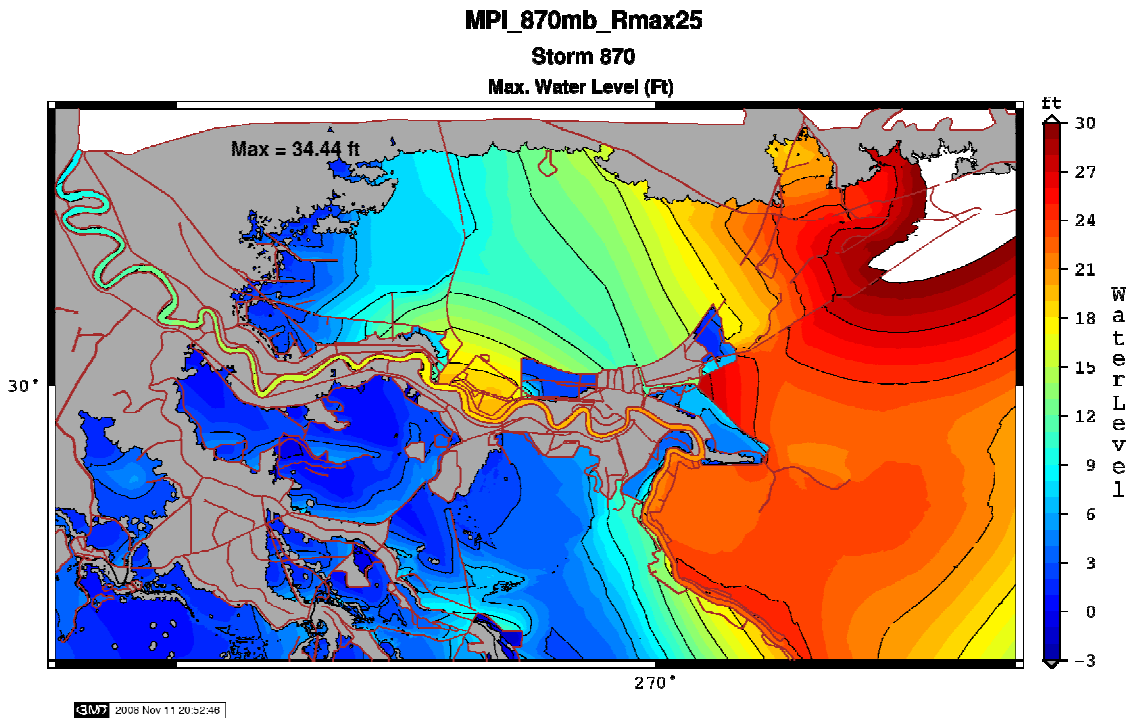 MPI_870mb_Rmax25
Storm 870
Max. Water Level (Ft)
Max = 34.44 ft
ft
30
27
24
21
18
15
12
9
6
3
0
-3
Water Level
30°
270°
GMT 2008 Nov 11 20:52:46